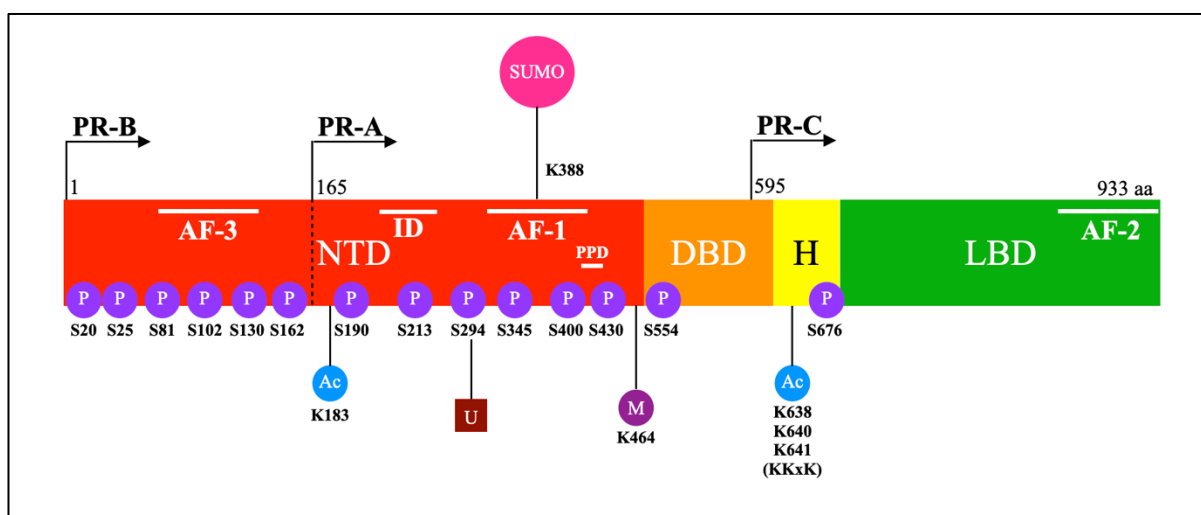 SUMO
PR-B
PR-A
PR-C
K388
1
165
595
933 aa
AF-3
ID
AF-1
AF-2
PPD
NTD
DBD
H
LBD
P P P P P P P P P P P P P P
S20 S25 S81 S102 S130 S162 S190 S213 S294 S345 S400 S430 S554 S676
Ac
K183
U
M
K464
Ac
K638
K640
K641
(KKxK)